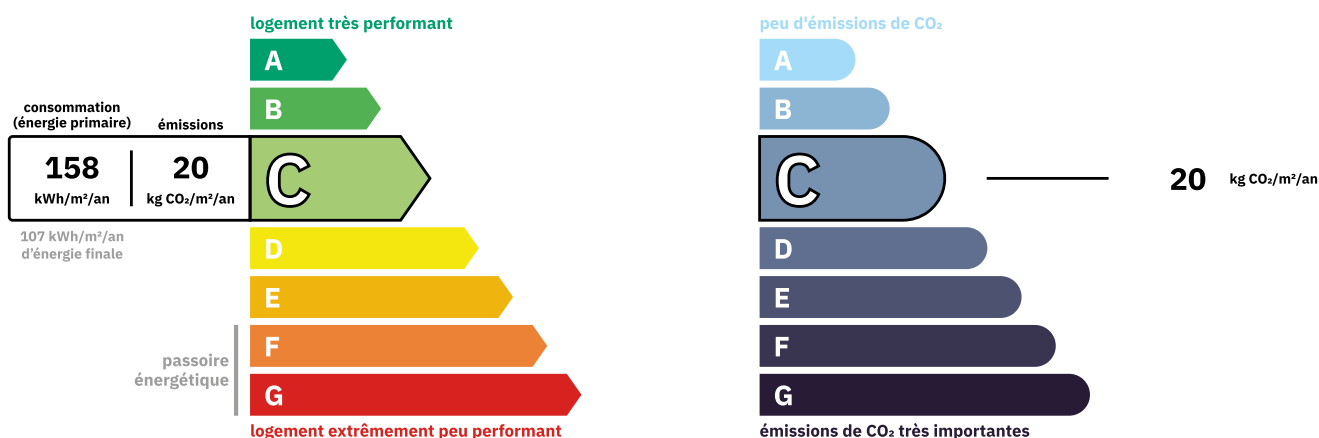 logement très performant
A
B
consommation
(énergie primaire)
émissions
158
kWh/m²/an
20
kg CO₂/m²/an
C
107 kWh/m²/an
d'énergie finale
D
E
passoire
énergétique
F
G
logement extrêmement peu performant
peu d'émissions de CO₂
A
B
C
20 kg CO₂/m²/an
D
E
F
G
émissions de CO₂ très importantes